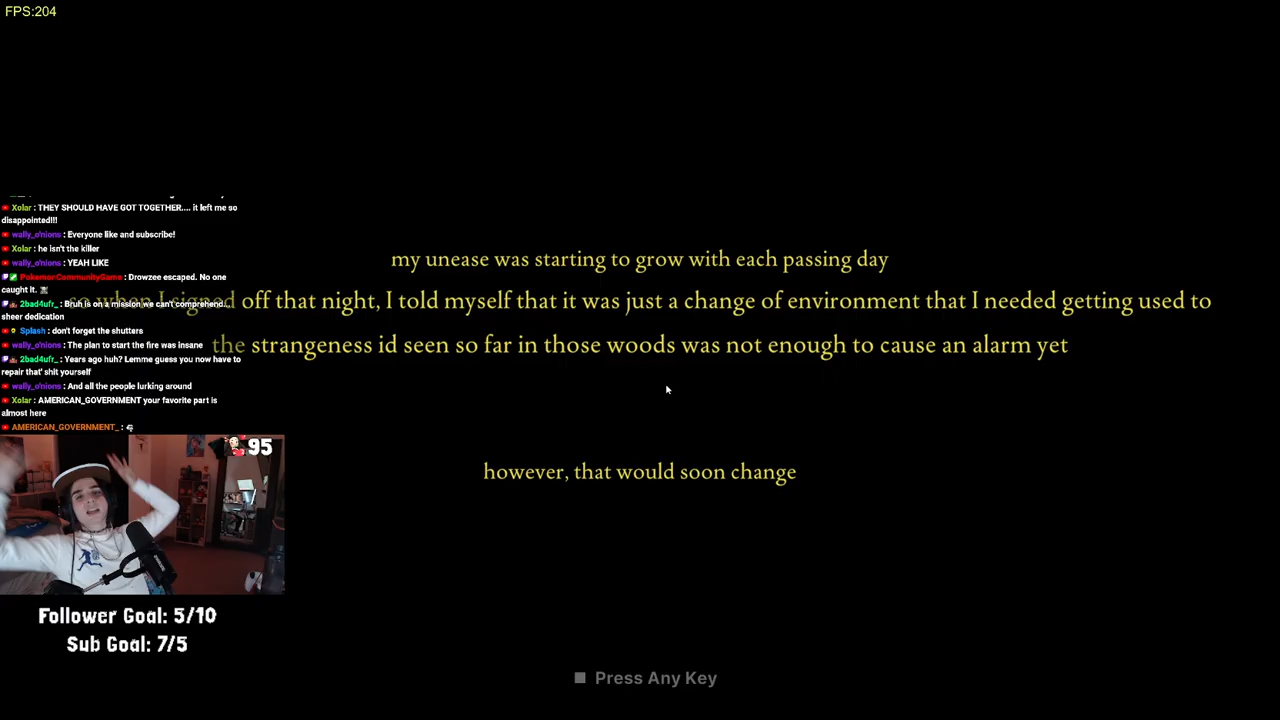 FPS:204
Xolar : THEY SHOULD HAVE GOT TOGETHER.... it left me so
disappointed!!!
wally_o'nions : Everyone like and subscribe!
Xolar : he isn't the killer
wally_o'nions : YEAH LIKE
PokemonCommunityGame : Drowzee escaped. No one
caught it.
2bad4ufr_ : Bruh is on a mission we can't comprehend...
sheer dedication
Splash : don't forget the shutters
wally_o'nions : The plan to start the fire was insane
2bad4ufr_ : Years ago huh? Lemme guess you now have to
repair that' shit yourself
wally_o'nions : And all the people lurking around
Xolar : AMERICAN_GOVERNMENT your favorite part is
almost here
AMERICAN_GOVERNMENT_ :
my unease was starting to grow with each passing day
so when I signed off that night, I told myself that it was just a change of environment that I needed getting used to
the strangeness id seen so far in those woods was not enough to cause an alarm yet
however, that would soon change
95
Follower Goal: 5/10
Sub Goal: 7/5
Press Any Key